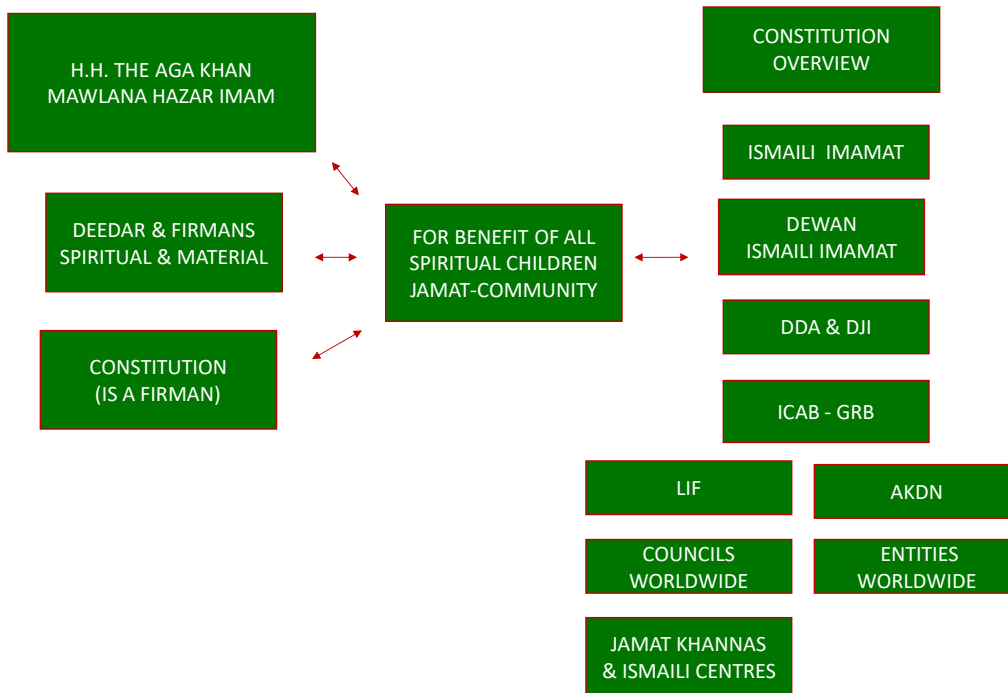 H.H. THE AGA KHAN
MAWLANA HAZAR IMAM
DEEDAR & FIRMANS
SPIRITUAL & MATERIAL
CONSTITUTION
(IS A FIRMAN)
FOR BENEFIT OF ALL
SPIRITUAL CHILDREN
JAMAT-COMMUNITY
CONSTITUTION
OVERVIEW
ISMAILI IMAMAT
DEWAN
ISMAILI IMAMAT
DDA & DJI
ICAB - GRB
LIF
AKDN
COUNCILS
WORLDWIDE
ENTITIES
WORLDWIDE
JAMAT KHANNAS
& ISMAILI CENTRES